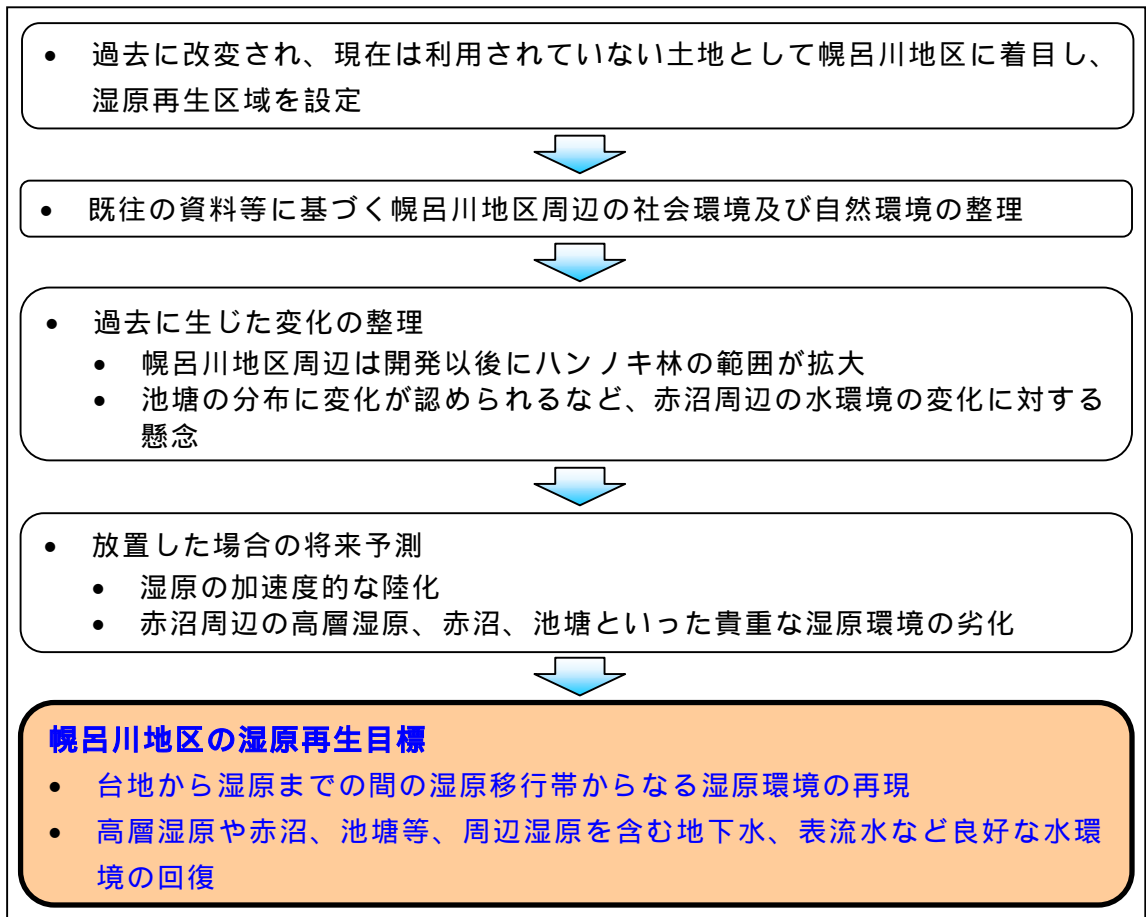 • 過去に改変され、現在は利用されていない土地として幌呂川地区に着目し、
湿原再生区域を設定
• 既往の資料等に基づく幌呂川地区周辺の社会環境及び自然環境の整理
• 過去に生じた変化の整理
• 幌呂川地区周辺は開発以後にハンノキ林の範囲が拡大
• 池塘の分布に変化が認められるなど、赤沼周辺の水環境の変化に対する
懸念
• 放置した場合の将来予測
• 湿原の加速度的な陸化
• 赤沼周辺の高層湿原、赤沼、池塘といった貴重な湿原環境の劣化
幌呂川地区の湿原再生目標
• 台地から湿原までの間の湿原移行帯からなる湿原環境の再現
• 高層湿原や赤沼、池塘等、周辺湿原を含む地下水、表流水など良好な水環
境の回復